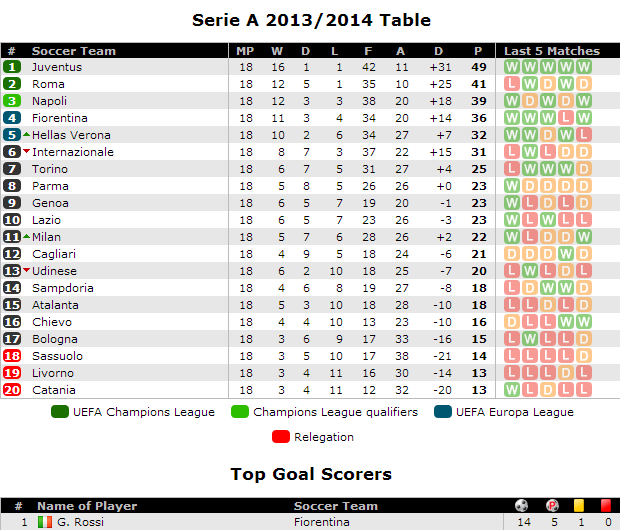 Serie A 2013/2014 Table
# Soccer Team MP W D L F A D P Last 5 Matches
1 Juventus 18 16 1 1 42 11 +31 49 W W W W W
2 Roma 18 12 5 1 35 10 +25 41 L W D W D
3 Napoli 18 12 3 3 38 20 +18 39 W D W D W
4 Fiorentina 18 11 3 4 34 20 +14 36 W W W L W
5 Hellas Verona 18 10 2 6 34 27 +7 32 W W D W L
6 Internazionale 18 8 7 3 37 22 +15 31 L W L D D
7 Torino 18 6 7 5 31 27 +4 25 L W W W D
8 Parma 18 5 8 5 26 26 +0 23 W D D D D
9 Genoa 18 6 5 7 19 20 -1 23 W L D L D
10 Lazio 18 6 5 7 23 26 -3 23 W L W L L
11 Milan 18 5 7 6 28 26 +2 22 W L D D W
12 Cagliari 18 4 9 5 18 24 -6 21 D D D W D
13 Udinese 18 6 2 10 18 25 -7 20 L W L D L
14 Sampdoria 18 4 6 8 19 27 -8 18 L D W W D
15 Atalanta 18 5 3 10 18 28 -10 18 L L D L D
16 Chievo 18 4 4 10 13 23 -10 16 D L L W W
17 Bologna 18 3 6 9 17 33 -16 15 L W L L D
18 Sassuolo 18 3 5 10 17 38 -21 14 L L L L D
19 Livorno 18 3 4 11 16 30 -14 13 L L L D L
20 Catania 18 3 4 11 12 32 -20 13 W L D L L
UEFA Champions League Champions League qualifiers UEFA Europa League
Relegation
Top Goal Scorers
# Name of Player Soccer Team
1 G. Rossi Fiorentina 14 5 1 0